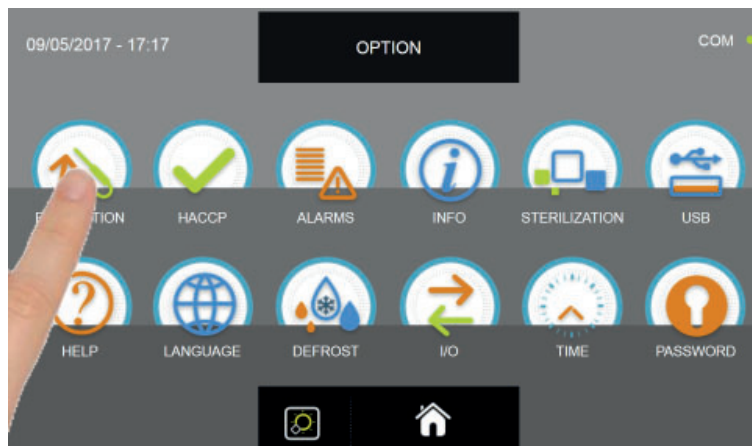 09/05/2017 - 17:17
OPTION
COM
HACCP
ALARMS
INFO
STERILIZATION
USB
HELP
LANGUAGE
DEFROST
I/O
TIME
PASSWORD